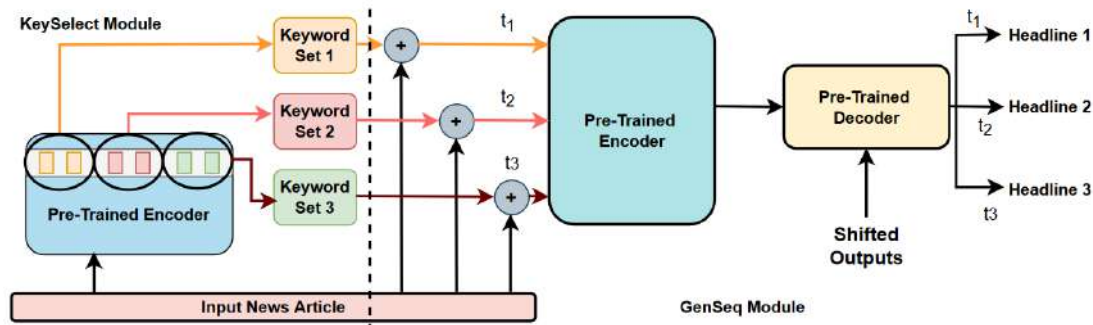 KeySelect Module
Keyword
Set 1
+
t1
Keyword
Set 2
+
t2
Keyword
Set 3
+
t3
Pre-Trained Encoder
Input News Article
Pre-Trained
Encoder
Pre-Trained
Decoder
Shifted
Outputs
GenSeq Module
t1
Headline 1
Headline 2
t2
Headline 3
t3